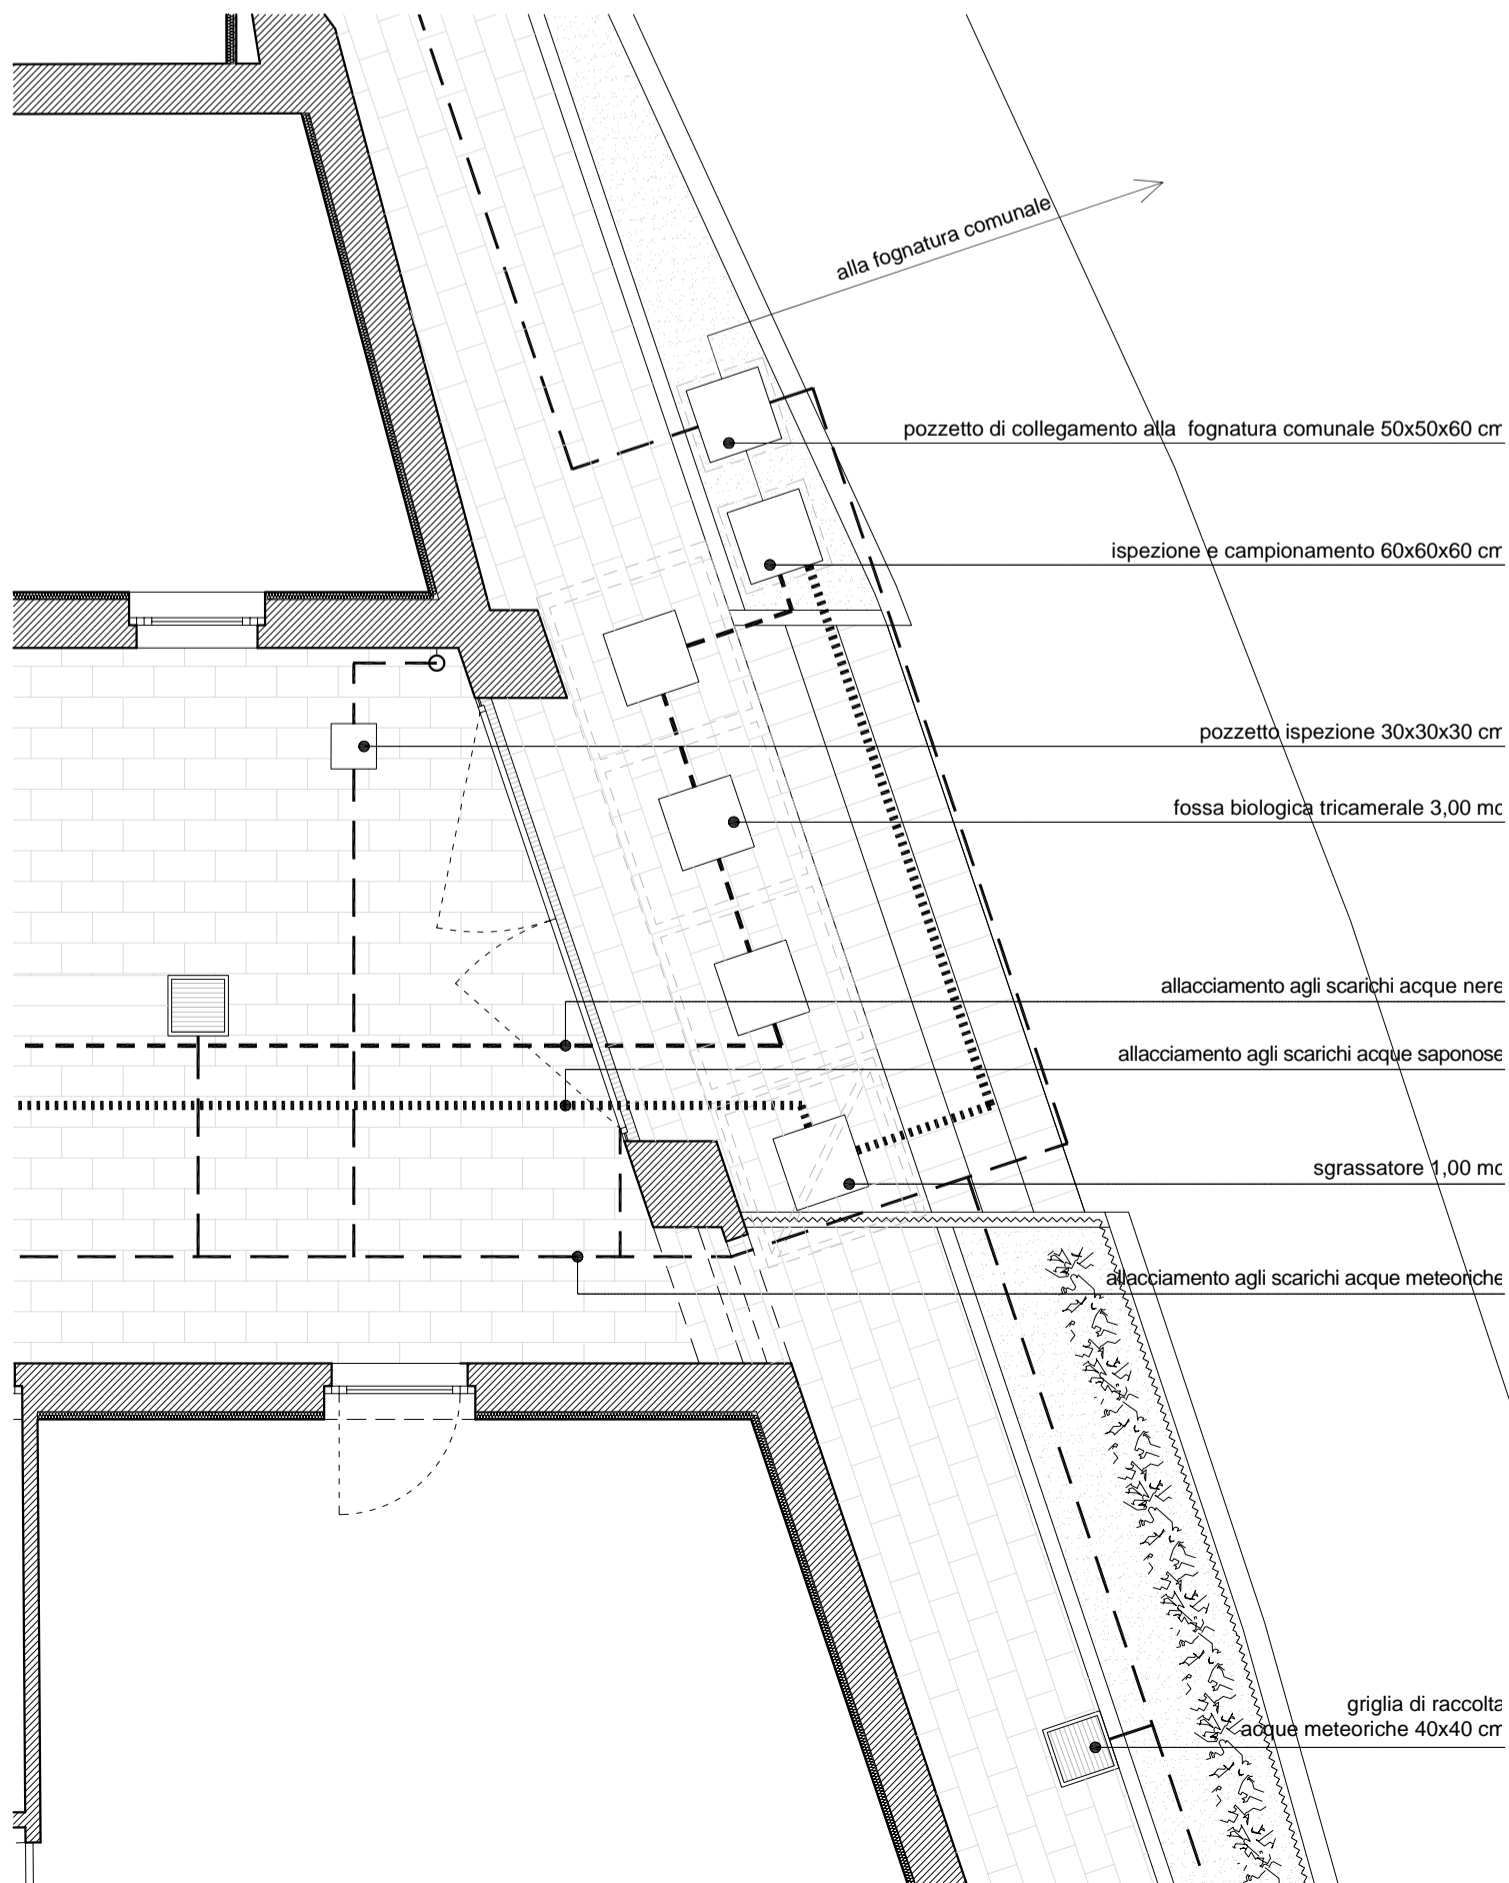 alla fognatura comunale
pozzetto di collegamento alla fognatura comunale 50x50x60 cm
ispezione e campionamento 60x60x60 cm
pozzetto ispezione 30x30x30 cm
fossa biologica tricamerale 3,00 mc
allacciamento agli scarichi acque nere
allacciamento agli scarichi acque saponose
sgrassatore 1,00 mc
allacciamento agli scarichi acque meteoriche
griglia di raccolta
acque meteoriche 40x40 cm